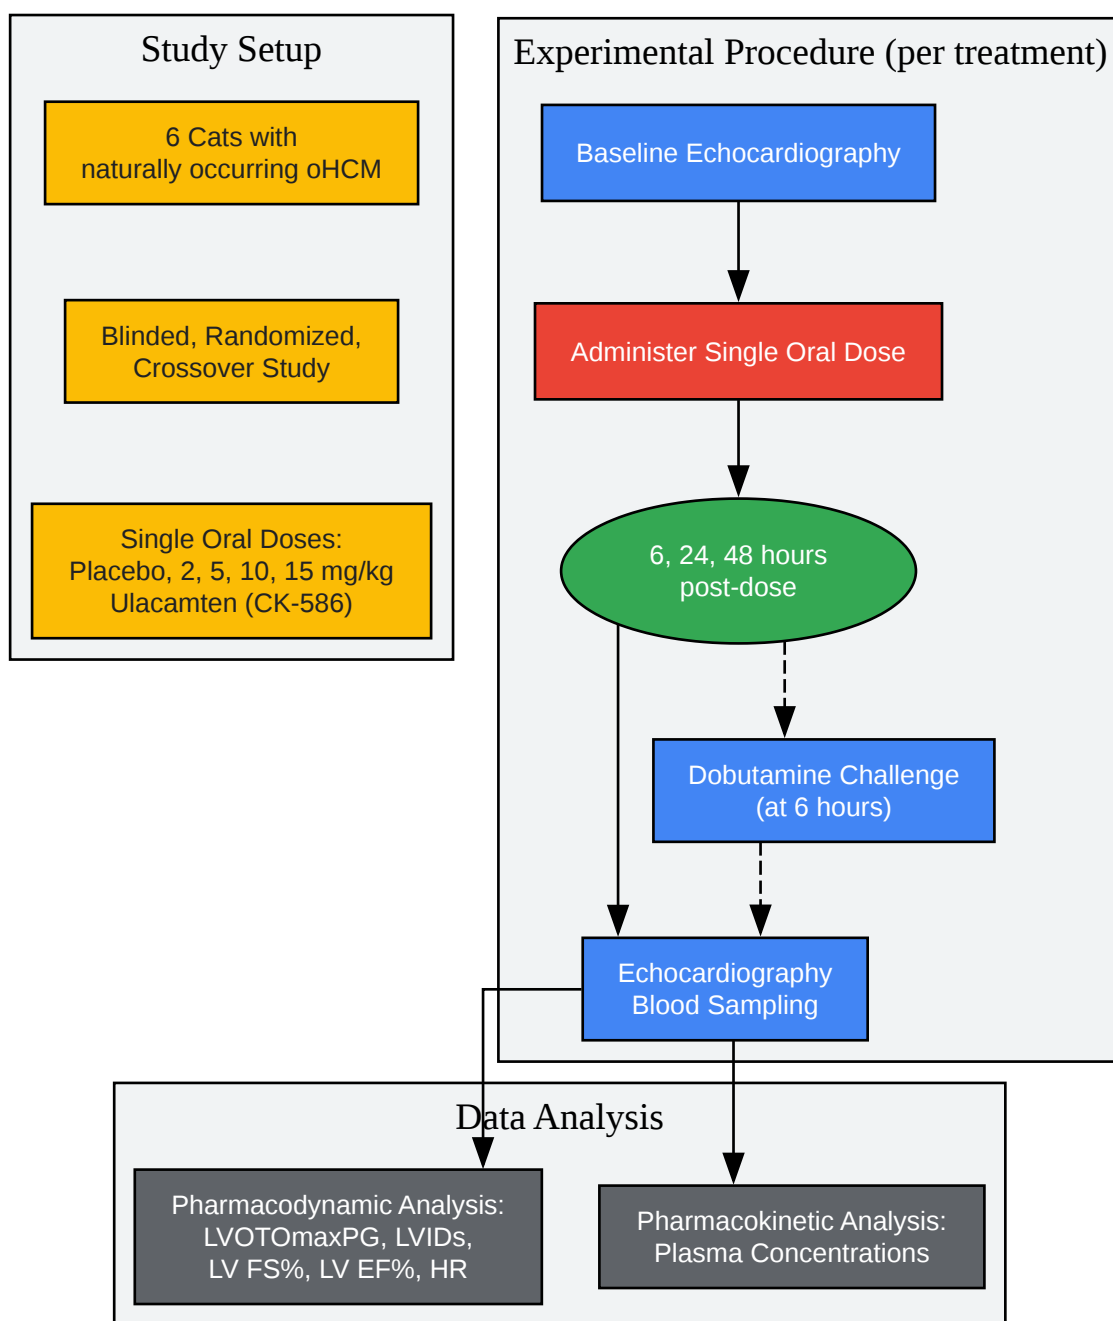 Study Setup
6 Cats with
naturally occurring oHCM
Blinded, Randomized,
Crossover Study
Single Oral Doses:
Placebo, 2, 5, 10, 15 mg/kg
Ulacamten (CK-586)
Experimental Procedure (per treatment)
Baseline Echocardiography
Administer Single Oral Dose
6, 24, 48 hours
post-dose
Dobutamine Challenge
(at 6 hours)
Echocardiography
Blood Sampling
Data Analysis
Pharmacodynamic Analysis:
LVOTOmaxPG, LVIDs,
LV FS%, LV EF%, HR
Pharmacokinetic Analysis:
Plasma Concentrations